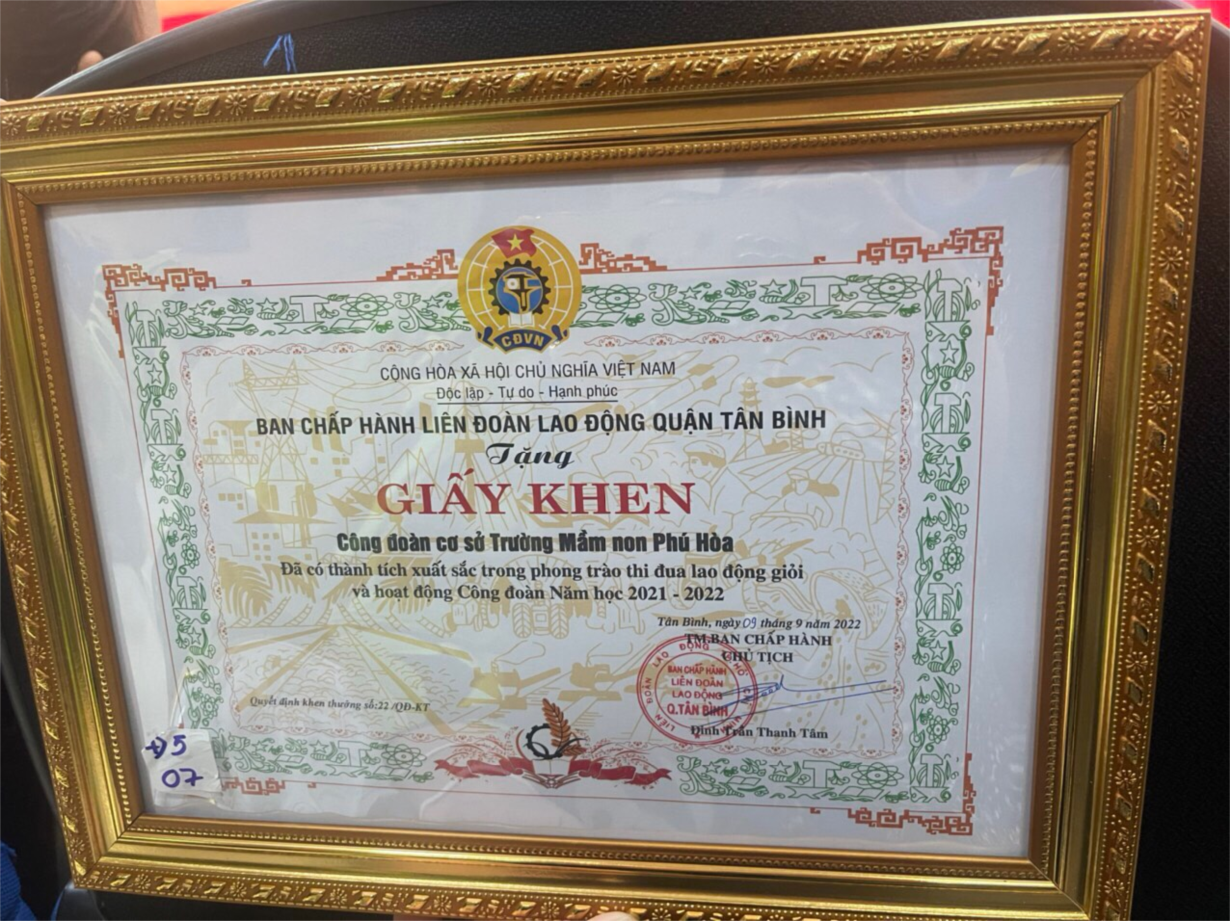 CĐVN
CỘNG HÒA XÃ HỘI CHỦ NGHĨA VIỆT NAM
Độc lập - Tự do - Hạnh phúc
BAN CHẤP HÀNH LIÊN ĐOÀN LAO ĐỘNG QUẬN TÂN BÌNH
Tặng
GIẤY KHEN
Công đoàn cơ sở Trường Mầm non Phú Hòa
Đã có thành tích xuất sắc trong phong trào thi đua lao động giỏi
và hoạt động Công đoàn Năm học 2021 - 2022
Tân Bình, ngày 09 tháng 9 năm 2022
TM.BAN CHẤP HÀNH
CHỦ TỊCH
BAN CHẤP HÀNH
LIÊN ĐOÀN
LAO ĐỘNG
Q.TÂN BÌNH
Quyết định khen thưởng số:22 /QĐ-KT
Đinh Trần Thanh Tâm
Đ5
07